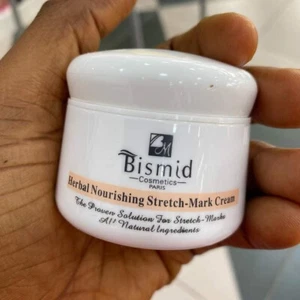 M
Bismid
Cosmetics
PARIS
Herbal Nourishing Stretch-Mark Cream
The Proven Solution For Stretch-Marks
All Natural Ingredients